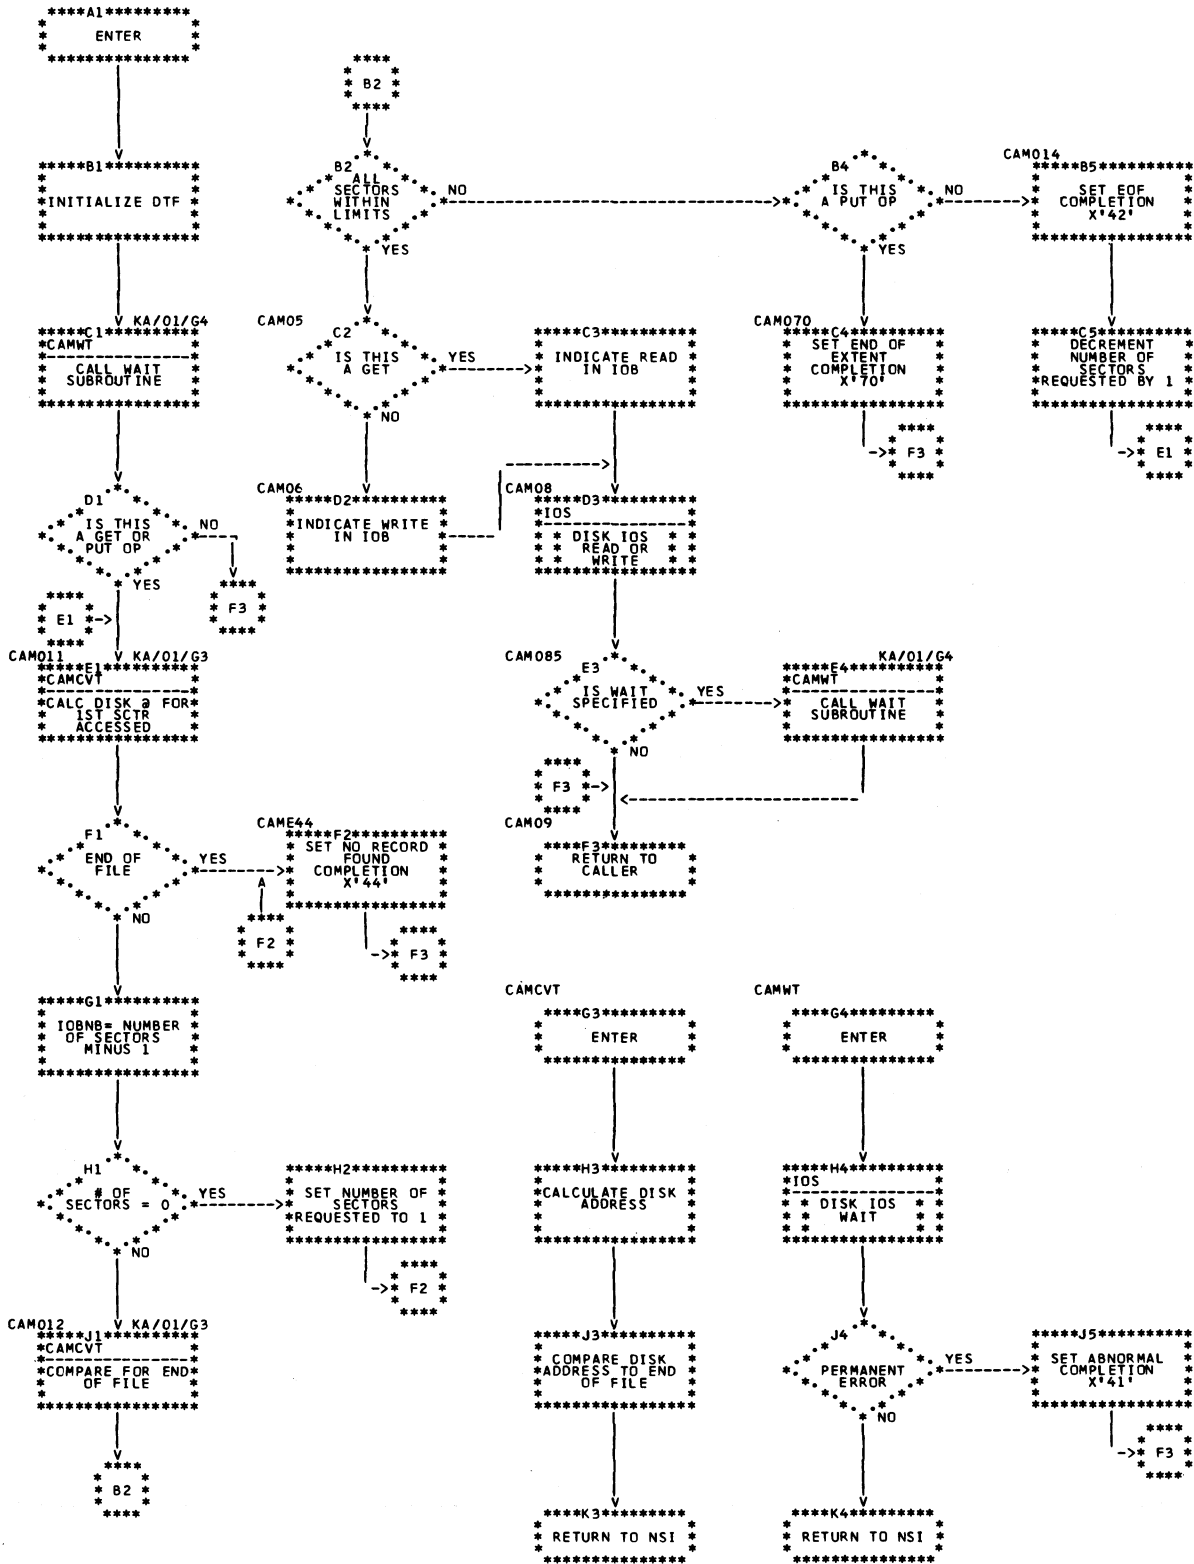 A1
ENTER
B1
INITIALIZE DTF
KA/01/G4
C1
CAMWT
CALL WAIT
SUBROUTINE
D1
IS THIS
A GET OR
PUT OP
NO
F3
YES
E1
CAM011
KA/01/G3
E1
CAMCVT
CALC DISK @ FOR
1ST SCTR
ACCESSED
F1
END OF
FILE
YES
NO
CAME44
F2
SET NO RECORD
FOUND
COMPLETION
X'44'
F2
F3
G1
IOBNB= NUMBER
OF SECTORS
MINUS 1
H1
# OF
SECTORS = 0
YES
NO
H2
SET NUMBER OF
SECTORS
REQUESTED TO 1
F2
CAM012
KA/01/G3
J1
CAMCVT
COMPARE FOR END
OF FILE
B2
B2
B2
ALL
SECTORS
WITHIN
LIMITS
NO
YES
B4
IS THIS
A PUT OP
NO
YES
CAM014
B5
SET EOF
COMPLETION
X'42'
CAM05
C2
IS THIS
A GET
YES
NO
C3
INDICATE READ
IN IOB
CAM070
C4
SET END OF
EXTENT
COMPLETION
X'70'
F3
C5
DECREMENT
NUMBER OF
SECTORS
REQUESTED BY 1
E1
CAM06
D2
INDICATE WRITE
IN IOB
CAM08
D3
IOS
DISK IOS
READ OR
WRITE
CAM085
E3
IS WAIT
SPECIFIED
YES
NO
KA/01/G4
E4
CAMWT
CALL WAIT
SUBROUTINE
F3
CAM09
F3
RETURN TO
CALLER
CAMCVT
G3
ENTER
H3
CALCULATE DISK
ADDRESS
J3
COMPARE DISK
ADDRESS TO END
OF FILE
K3
RETURN TO NSI
CAMWT
G4
ENTER
H4
IOS
DISK IOS
WAIT
J4
PERMANENT
ERROR
YES
NO
J5
SET ABNORMAL
COMPLETION
X'41'
F3
K4
RETURN TO NSI